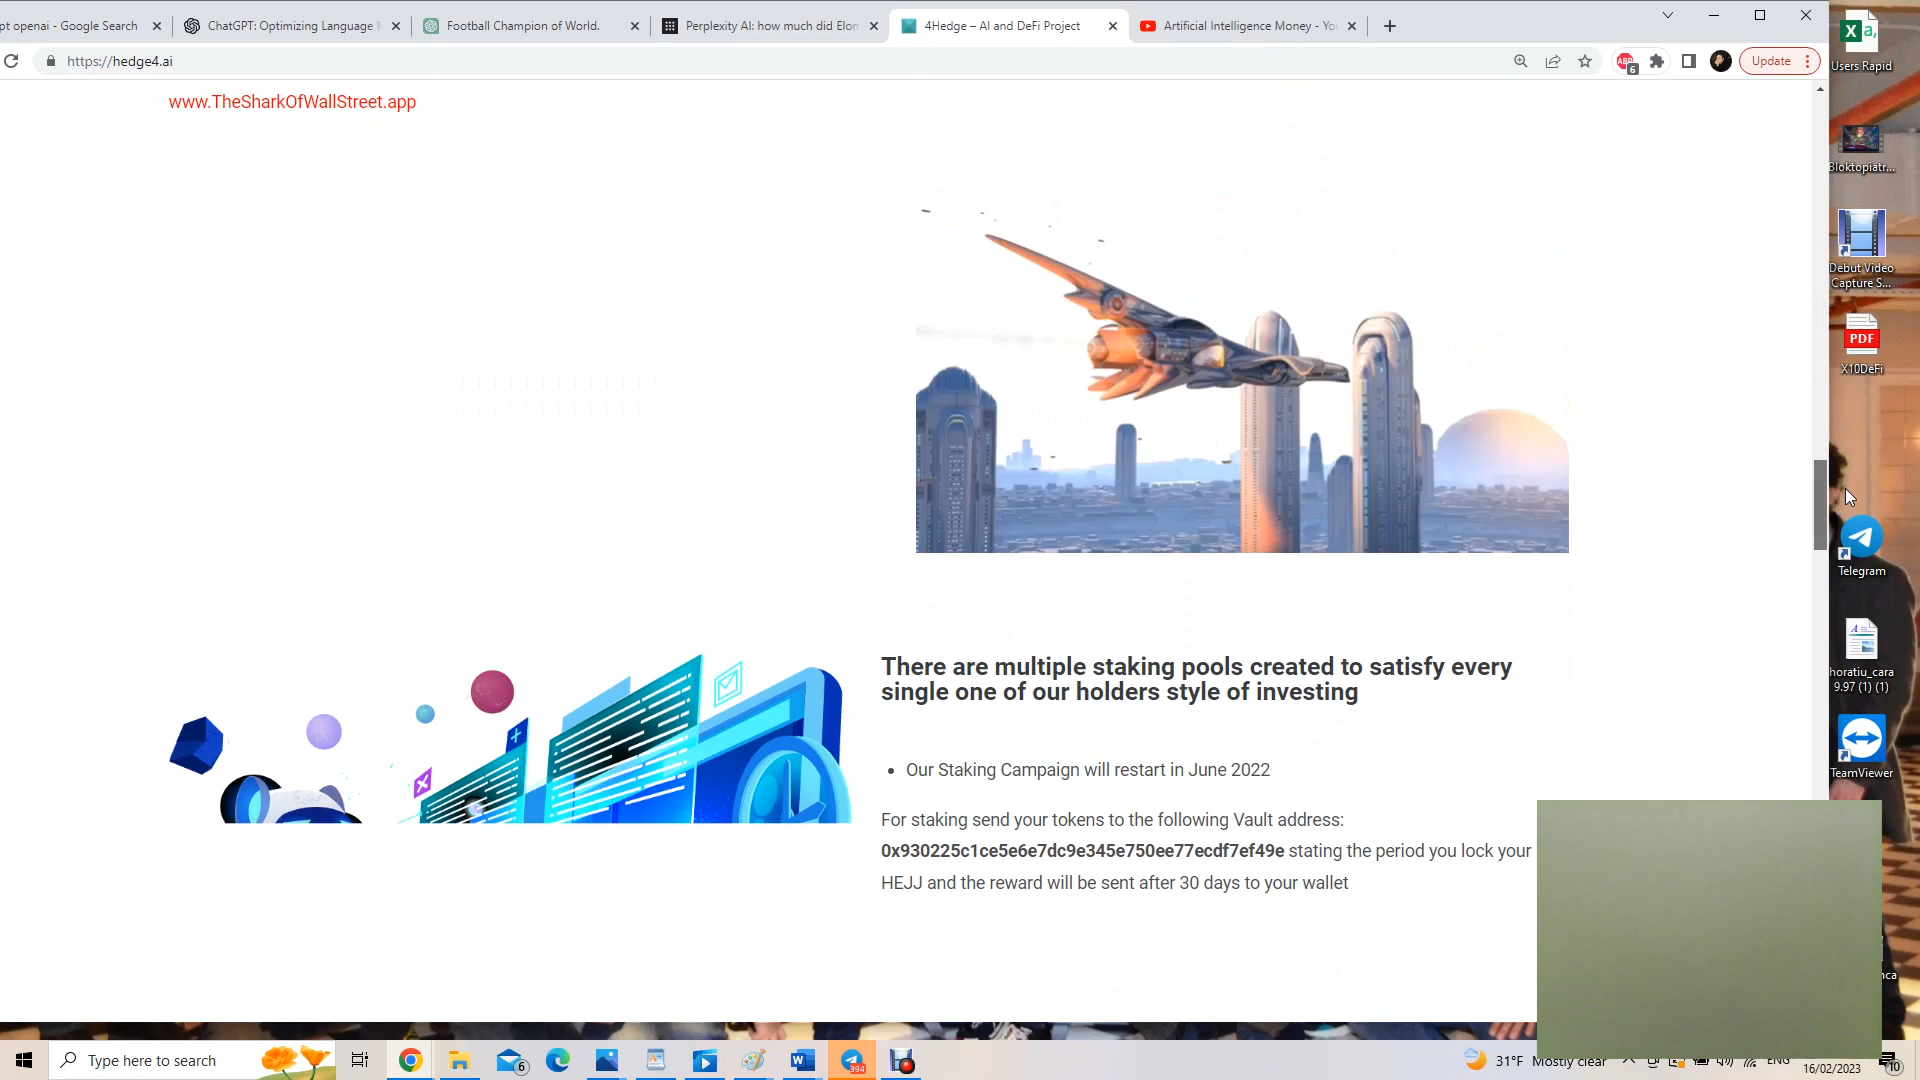 pt openai - Google Search
ChatGPT: Optimizing Language
Football Champion of World.
Perplexity AI: how much did Elon
4Hedge – AI and DeFi Project
Artificial Intelligence Money - Yo
https://hedge4.ai
6
Update
www.TheSharkOfWallStreet.app
There are multiple staking pools created to satisfy every
single one of our holders style of investing
Our Staking Campaign will restart in June 2022
For staking send your tokens to the following Vault address:
0x930225c1ce5e6e7dc9e345e750ee77ecdf7ef49e stating the period you lock your
HEJJ and the reward will be sent after 30 days to your wallet
Users Rapid
Bloktopiatr...
Debut Video
Capture S...
PDF
X10DeFi
Telegram
horatiu_cara
9.97 (1) (1)
TeamViewer
Type here to search
6
394
31°F Mostly clear
ENG
16/02/2023
10